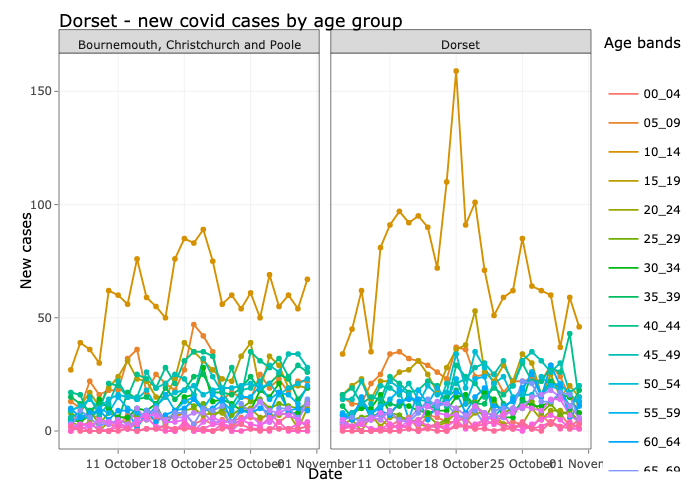 Dorset - new covid cases by age group
Bournemouth, Christchurch and Poole
Dorset
Age bands
150
100
50
0
New cases
00_04
05_09
10_14
15_19
20_24
25_29
30_34
35_39
40_44
45_49
50_54
55_59
60_64
65_69
11 October
18 October
25 October
01 November
11 October
18 October
25 October
01 Novem
Date